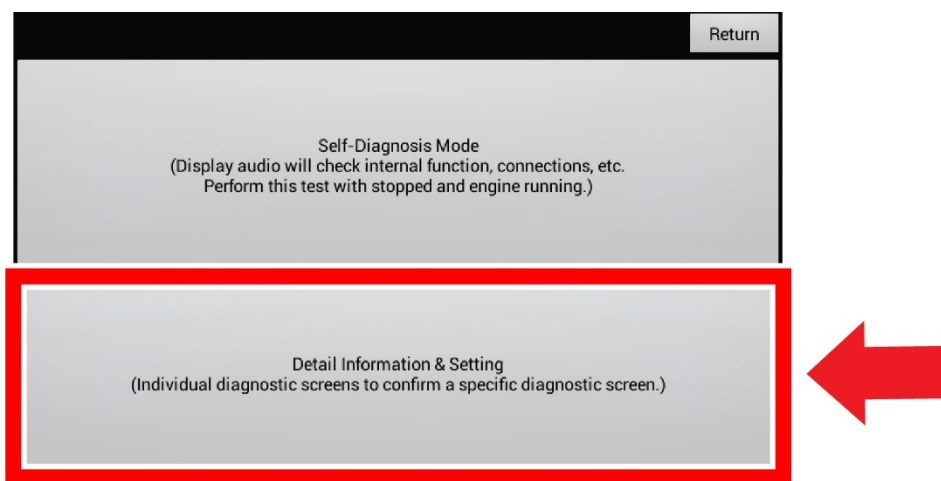 Return
Self-Diagnosis Mode
(Display audio will check internal function, connections, etc.
Perform this test with stopped and engine running.)
Detail Information & Setting
(Individual diagnostic screens to confirm a specific diagnostic screen.)